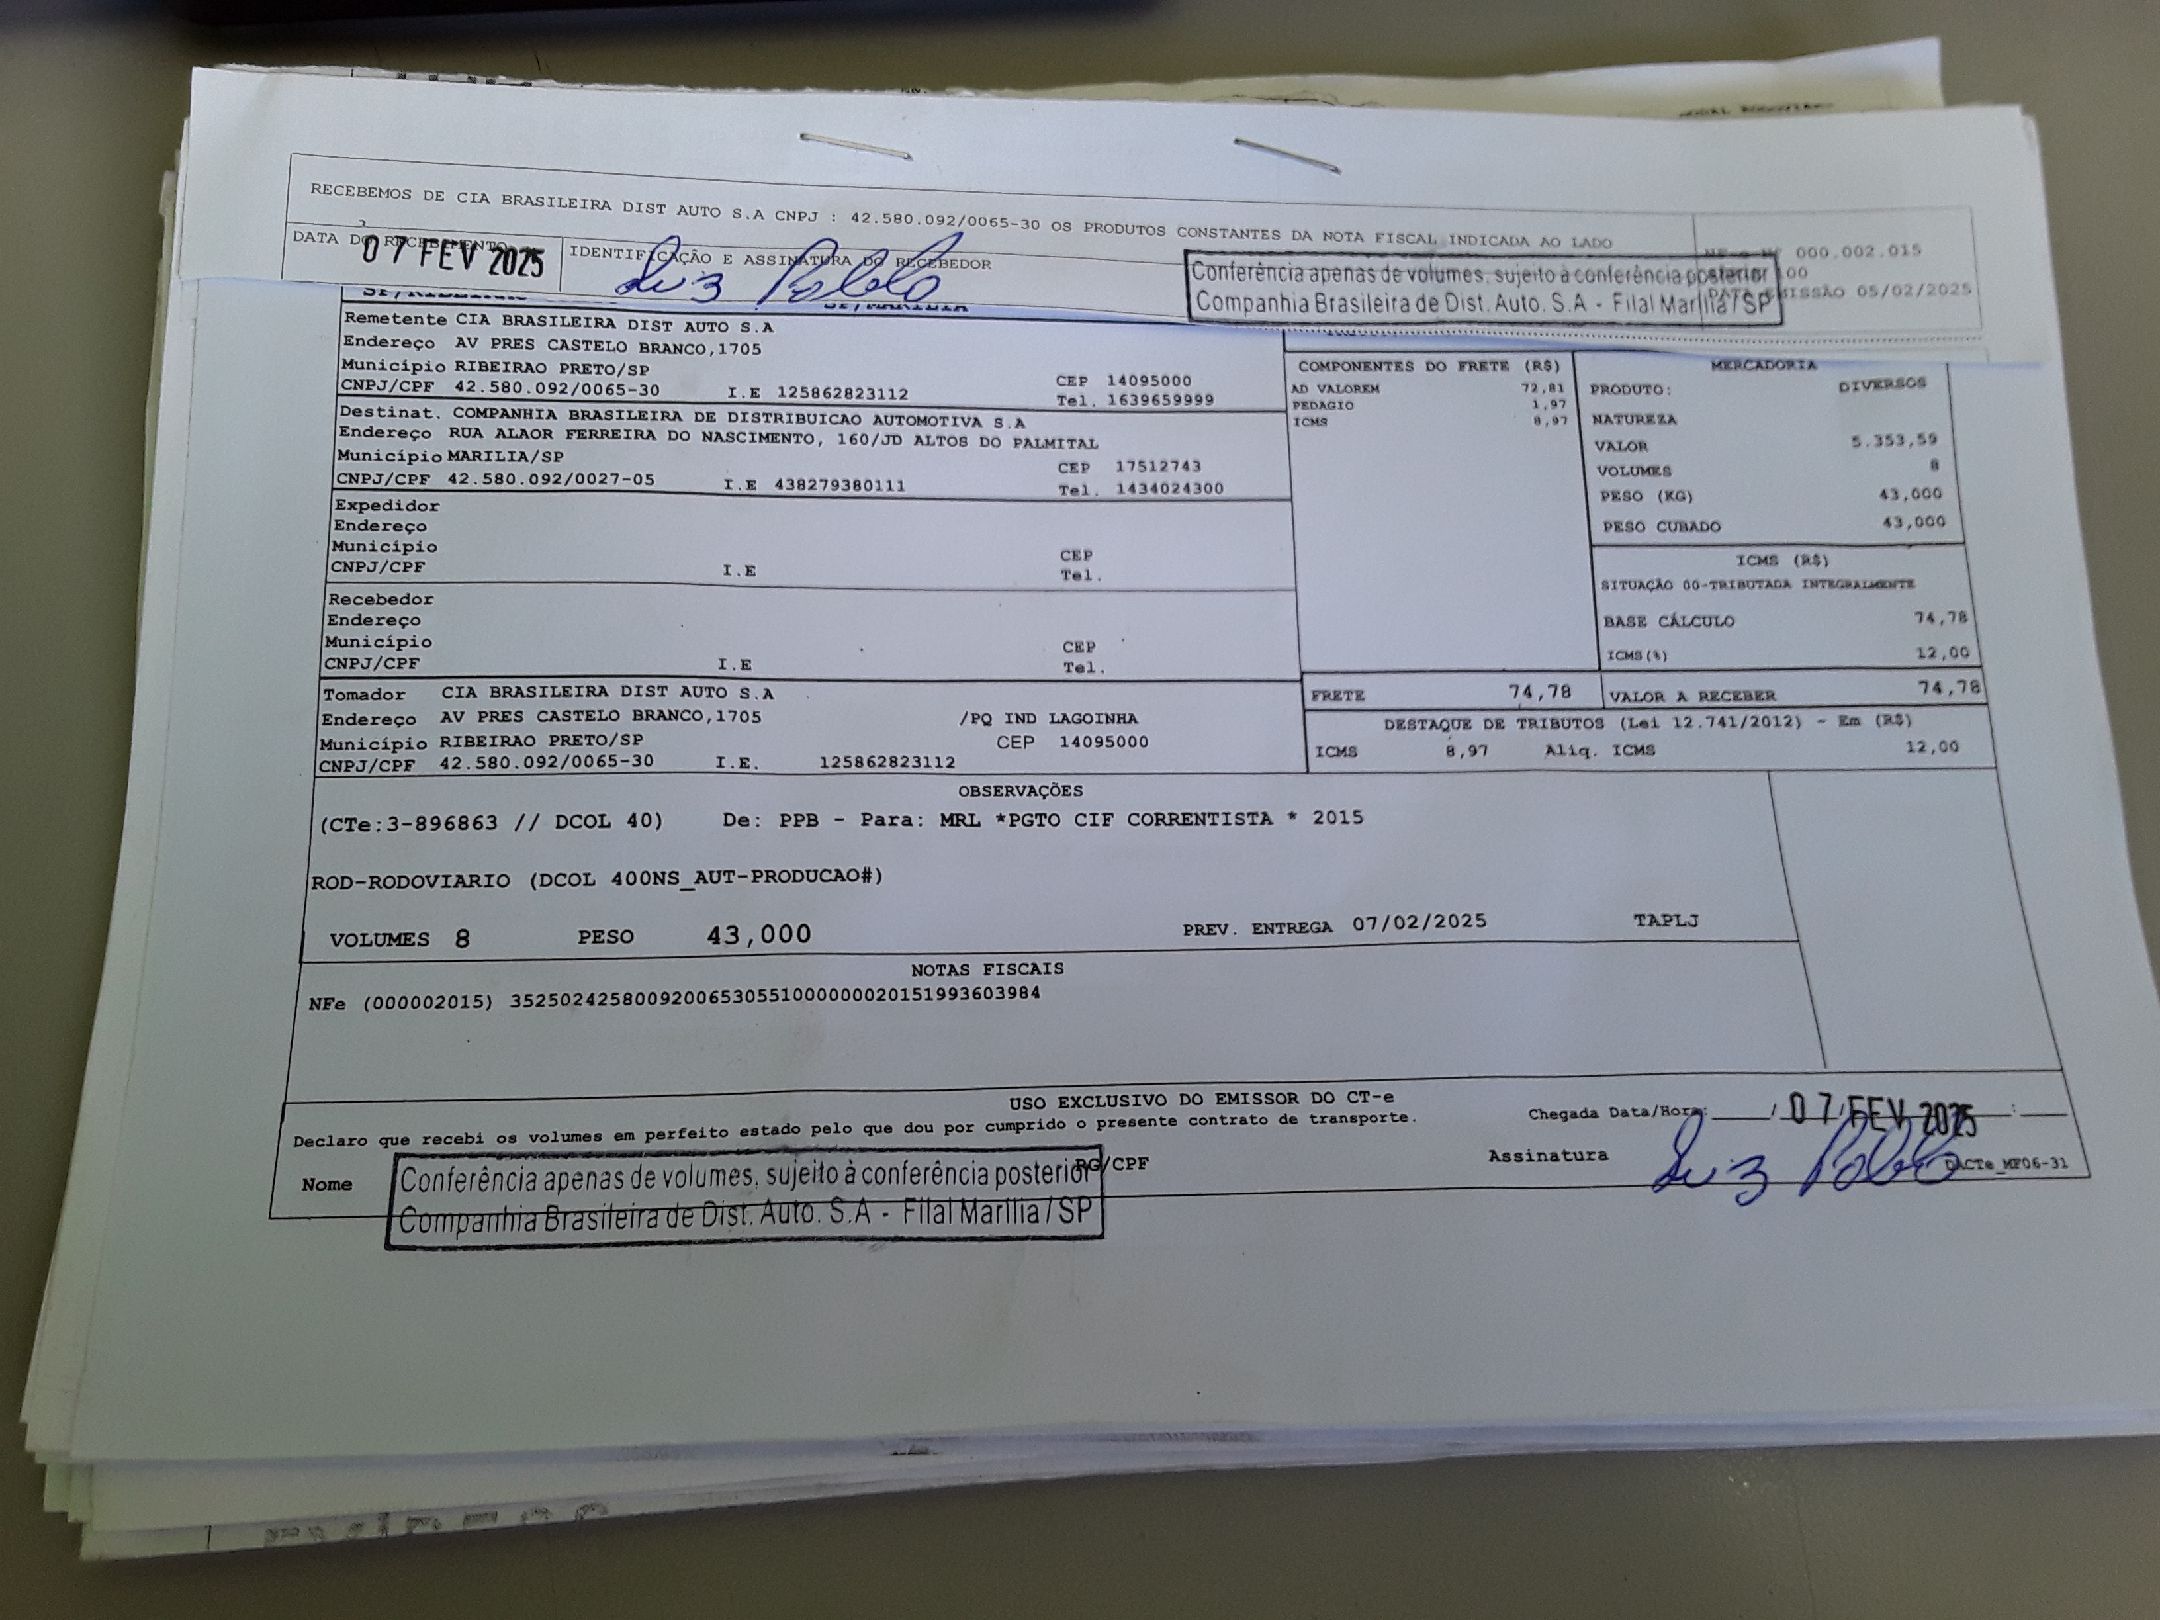 RECEBEMOS DE CIA BRASILEIRA DIST AUTO S.A CNPJ : 42.580.092/0065-30 OS PRODUTOS CONSTANTES DA NOTA FISCAL INDICADA AO LADO
000.002.015
DATA DO RECEBIMENTO
07 FEV 2025
IDENTIFICAÇÃO E ASSINATURA DO RECEBEDOR
Luiz
Conferência apenas de volumes, sujeito à conferência posterior
Companhia Brasileira de Dist. Auto. S.A - Filal Marilia / SP
DATA EMISSÃO 05/02/2025
Remetente CIA BRASILEIRA DIST AUTO S.A
Endereço AV PRES CASTELO BRANCO,1705
Município RIBEIRAO PRETO/SP CEP 14095000
CNPJ/CPF 42.580.092/0065-30 I.E 125862823112 Tel. 1639659999
Destinat. COMPANHIA BRASILEIRA DE DISTRIBUICAO AUTOMOTIVA S.A
Endereço RUA ALAOR FERREIRA DO NASCIMENTO, 160/JD ALTOS DO PALMITAL
Município MARILIA/SP CEP 17512743
CNPJ/CPF 42.580.092/0027-05 I.E 438279380111 Tel. 1434024300
Expedidor
Endereço
Município CEP
CNPJ/CPF I.E Tel.
Recebedor
Endereço
Município CEP
CNPJ/CPF I.E Tel.
Tomador CIA BRASILEIRA DIST AUTO S.A
Endereço AV PRES CASTELO BRANCO,1705 /PQ IND LAGOINHA
Município RIBEIRAO PRETO/SP CEP 14095000
CNPJ/CPF 42.580.092/0065-30 I.E. 125862823112
COMPONENTES DO FRETE (R$)
AD VALOREM 72,81
PEDAGIO 1,97
ICMS 8,97
MERCADORIA
PRODUTO: DIVERSOS
NATUREZA
VALOR 5.353,59
VOLUMES 8
PESO (KG) 43,000
PESO CUBADO 43,000
ICMS (R$)
SITUAÇÃO 00-TRIBUTADA INTEGRALMENTE
BASE CÁLCULO 74,78
ICMS(%) 12,00
FRETE 74,78 VALOR A RECEBER 74,78
DESTAQUE DE TRIBUTOS (Lei 12.741/2012) - Em (R$)
ICMS 8,97 Aliq. ICMS 12,00
OBSERVAÇÕES
(CTe:3-896863 // DCOL 40) De: PPB - Para: MRL *PGTO CIF CORRENTISTA * 2015
ROD-RODOVIARIO (DCOL 400NS_AUT-PRODUCAO#)
VOLUMES 8 PESO 43,000 PREV. ENTREGA 07/02/2025 TAPLJ
NOTAS FISCAIS
NFe (000002015) 35250242580092006530551000000020151993603984
USO EXCLUSIVO DO EMISSOR DO CT-e
Declaro que recebi os volumes em perfeito estado pelo que dou por cumprido o presente contrato de transporte.
Chegada Data/Hora: / / :
07 FEV 2025
Nome RG/CPF Assinatura
Luiz
DACTe_MF06-31
Conferência apenas de volumes, sujeito à conferência posterior
Companhia Brasileira de Dist. Auto. S.A - Filal Marilia / SP